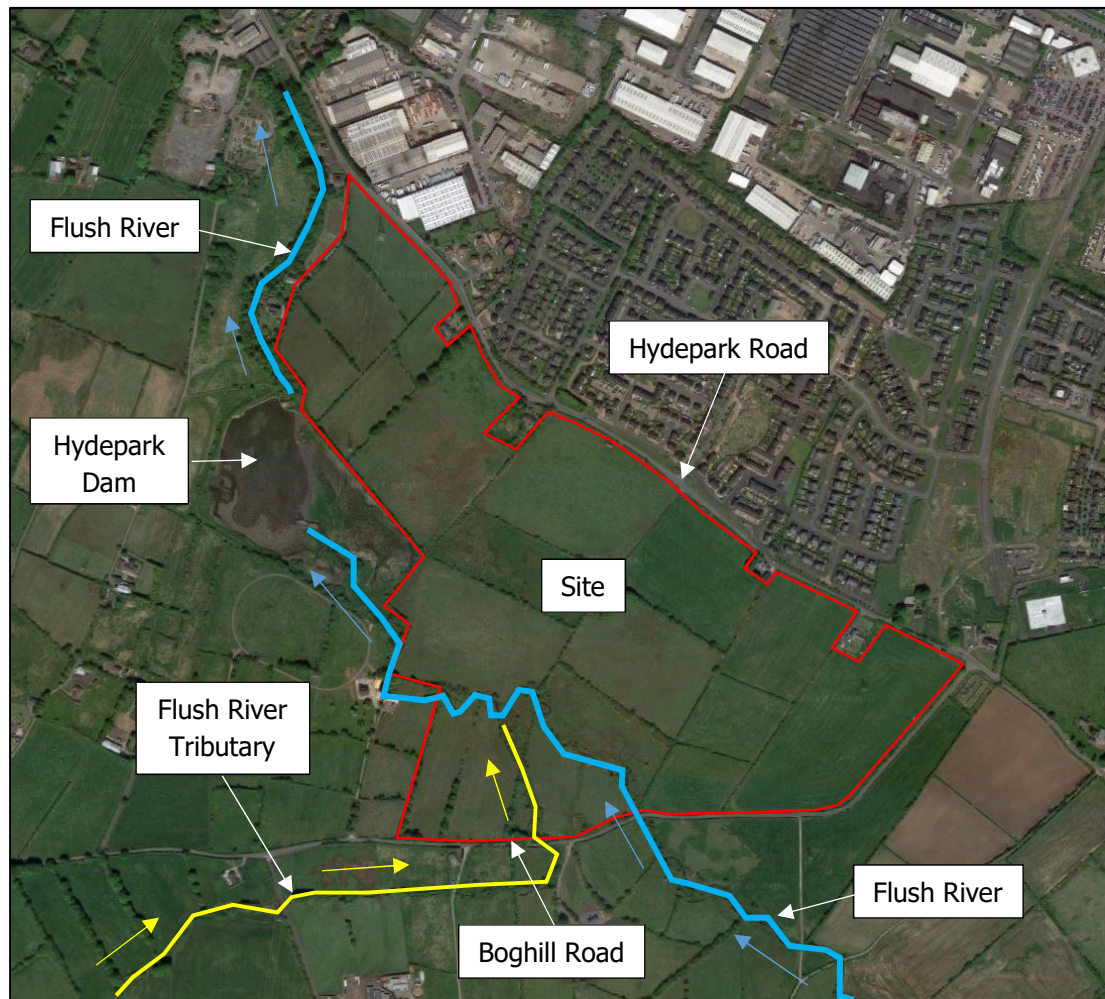 Flush River
Hydepark Road
Hydepark
Dam
Site
Flush River
Tributary
Flush River
Boghill Road